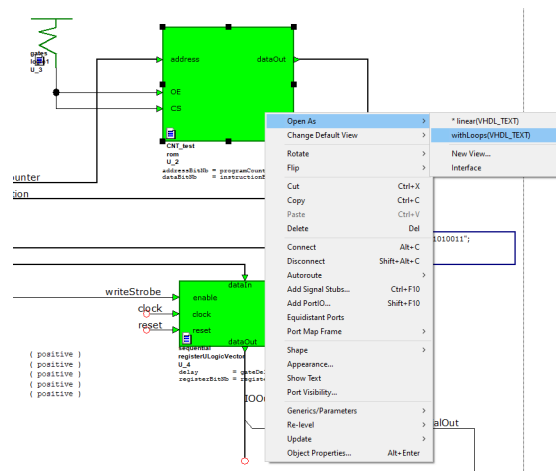 gates
U_3
address
dataOut
OE
CS
CNT_test
rom
U_2
addressBitNb = programCount
dataBitNb = instructionB
ounter
tion
1010011";
writeStrobe
clock
reset
dataIn
enable
clock
reset
dataOut
sequential
registerULogicVector
U_4
delay = gateDel
registerBitNb = registe
IOOu
alOut
( positive )
( positive )
( positive )
( positive )
( positive )
Open As
Change Default View
Rotate
Flip
Cut Ctrl+X
Copy Ctrl+C
Paste Ctrl+V
Delete Del
Connect Alt+C
Disconnect Shift+Alt+C
Autoroute
Add Signal Stubs... Ctrl+F10
Add PortIO... Shift+F10
Equidistant Ports
Port Map Frame
Shape
Appearance...
Show Text
Port Visibility...
Generics/Parameters
Re-level
Update
Object Properties... Alt+Enter
* linear(VHDL_TEXT)
withLoops(VHDL_TEXT)
New View...
Interface